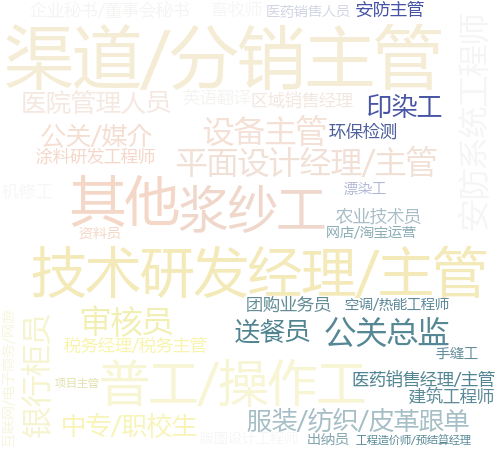 企业秘书/董事会秘书
畜牧师
医药销售人员
安防主管
渠道/分销主管
安防系统工程师
医院管理人员
英语翻译
区域销售经理
印染工
公关/媒介
设备主管
环保检测
涂料研发工程师
平面设计经理/主管
机修工
其他
浆纱工
漂染工
农业技术员
资料员
网店/淘宝运营
技术研发经理/主管
团购业务员
空调/热能工程师
审核员
送餐员
公关总监
银行柜员
税务经理/税务主管
手缝工
普工/操作工
项目主管
医药销售经理/主管
建筑工程师
中专/职校生
服装/纺织/皮革跟单
版图设计工程师
出纳员
工程造价师/预结算经理